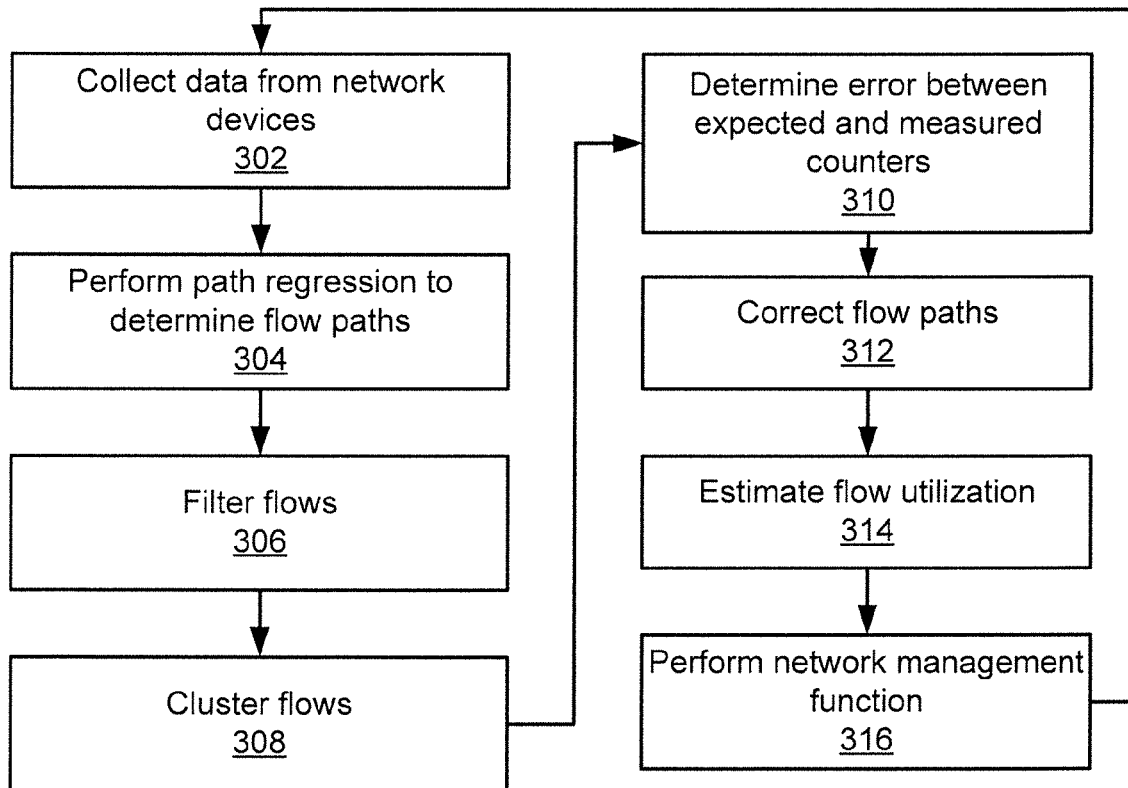 Collect data from network
devices
302
Perform path regression to
determine flow paths
304
Filter flows
306
Cluster flows
308
Determine error between
expected and measured
counters
310
Correct flow paths
312
Estimate flow utilization
314
Perform network management
function
316